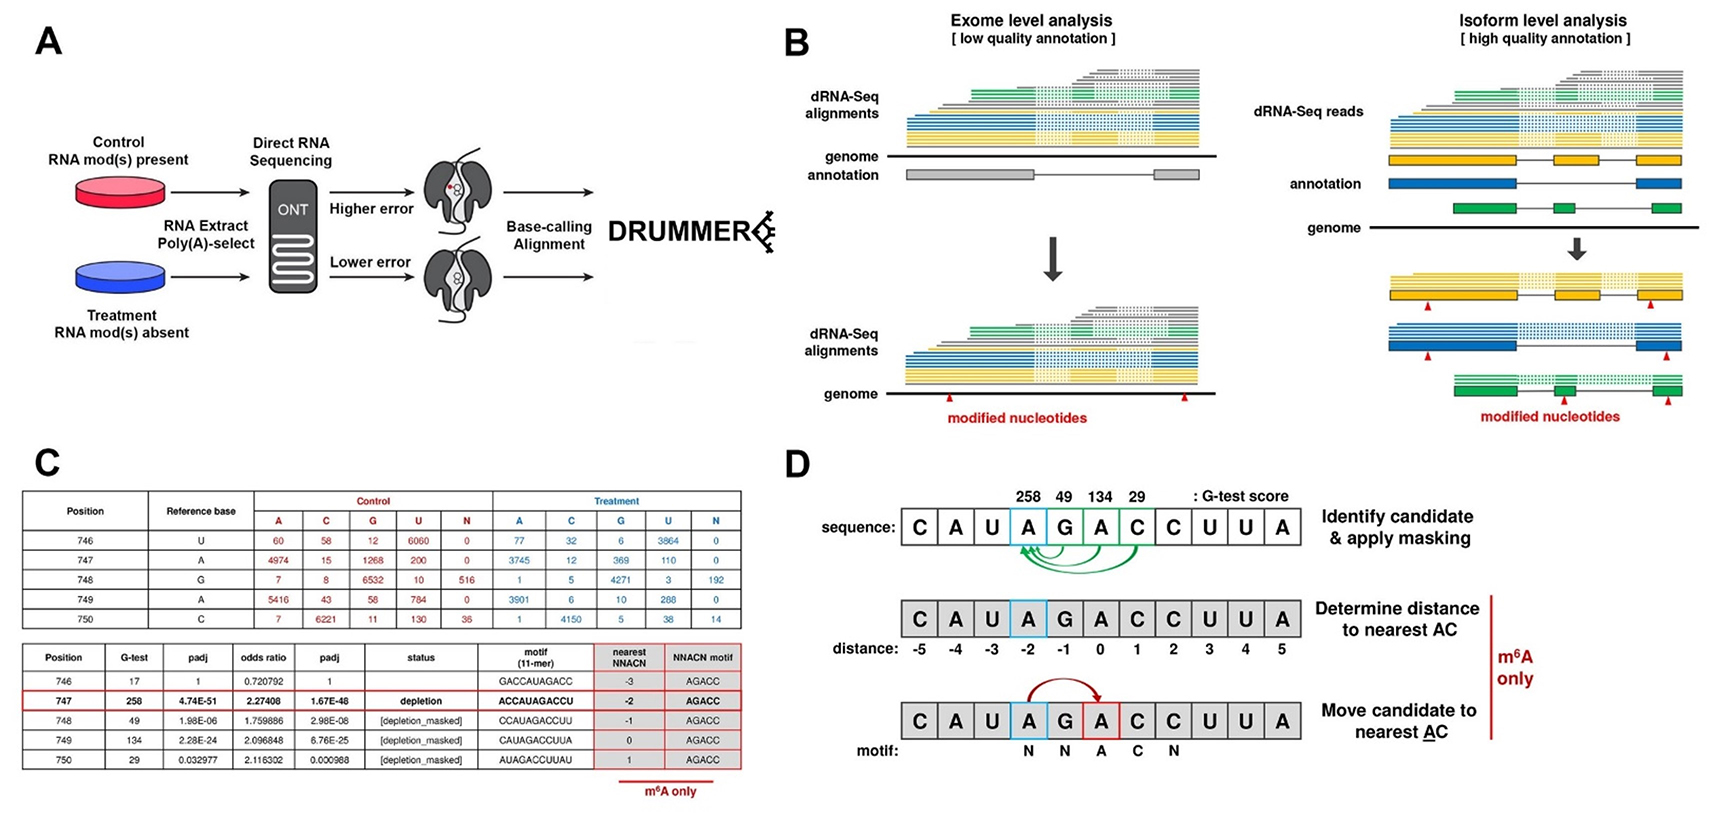 A
Control
RNA mod(s) present
Direct RNA
Sequencing
ONT
RNA Extract
Poly(A)-select
Higher error
Lower error
Base-calling
Alignment
DRUMMER
Treatment
RNA mod(s) absent
B
Exome level analysis
[ low quality annotation ]
dRNA-Seq
alignments
genome
annotation
dRNA-Seq
alignments
genome
modified nucleotides
Isoform level analysis
[ high quality annotation ]
dRNA-Seq reads
annotation
genome
modified nucleotides
C
Position Reference base Control Treatment
A C G U N A C G U N
746 U 60 58 12 6060 0 77 32 6 3864 0
747 A 4974 15 1268 200 0 3745 12 369 110 0
748 G 7 8 6532 10 516 1 5 4271 3 192
749 A 5416 43 58 784 0 3901 6 10 288 0
750 C 7 6221 11 130 36 1 4150 5 38 14
Position G-test padj odds ratio padj status motif (11-mer) nearest NNACN NNACN motif
746 17 1 0.720792 1 GACCAUAGACC -3 AGACC
747 258 4.74E-51 2.27408 1.67E-48 depletion ACCAUAGACCU -2 AGACC
748 49 1.98E-06 1.759886 2.98E-08 [depletion_masked] CCAUAGACCUU -1 AGACC
749 134 2.28E-24 2.096848 6.76E-25 [depletion_masked] CAUAGACCUUA 0 AGACC
750 29 0.032977 2.116302 0.000988 [depletion_masked] AUAGACCUUAU 1 AGACC
m⁶A only
D
258 49 134 29 : G-test score
sequence: C A U A G A C C U U A
Identify candidate
& apply masking
C A U A G A C C U U A
distance: -5 -4 -3 -2 -1 0 1 2 3 4 5
Determine distance
to nearest AC
C A U A G A C C U U A
motif: N N A C N
Move candidate to
nearest AC
m⁶A
only